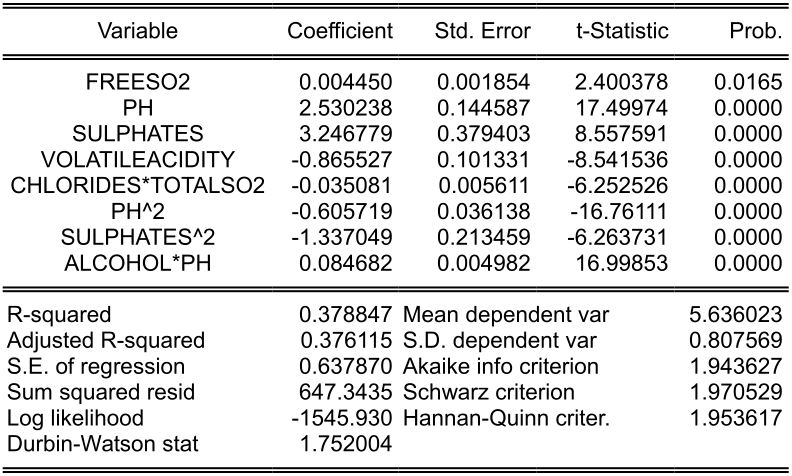 Variable Coefficient Std. Error t-Statistic Prob.
FREESO2 0.004450 0.001854 2.400378 0.0165
PH 2.530238 0.144587 17.49974 0.0000
SULPHATES 3.246779 0.379403 8.557591 0.0000
VOLATILEACIDITY -0.865527 0.101331 -8.541536 0.0000
CHLORIDES*TOTALSO2 -0.035081 0.005611 -6.252526 0.0000
PH^2 -0.605719 0.036138 -16.76111 0.0000
SULPHATES^2 -1.337049 0.213459 -6.263731 0.0000
ALCOHOL*PH 0.084682 0.004982 16.99853 0.0000
R-squared 0.378847 Mean dependent var 5.636023
Adjusted R-squared 0.376115 S.D. dependent var 0.807569
S.E. of regression 0.637870 Akaike info criterion 1.943627
Sum squared resid 647.3435 Schwarz criterion 1.970529
Log likelihood -1545.930 Hannan-Quinn criter. 1.953617
Durbin-Watson stat 1.752004